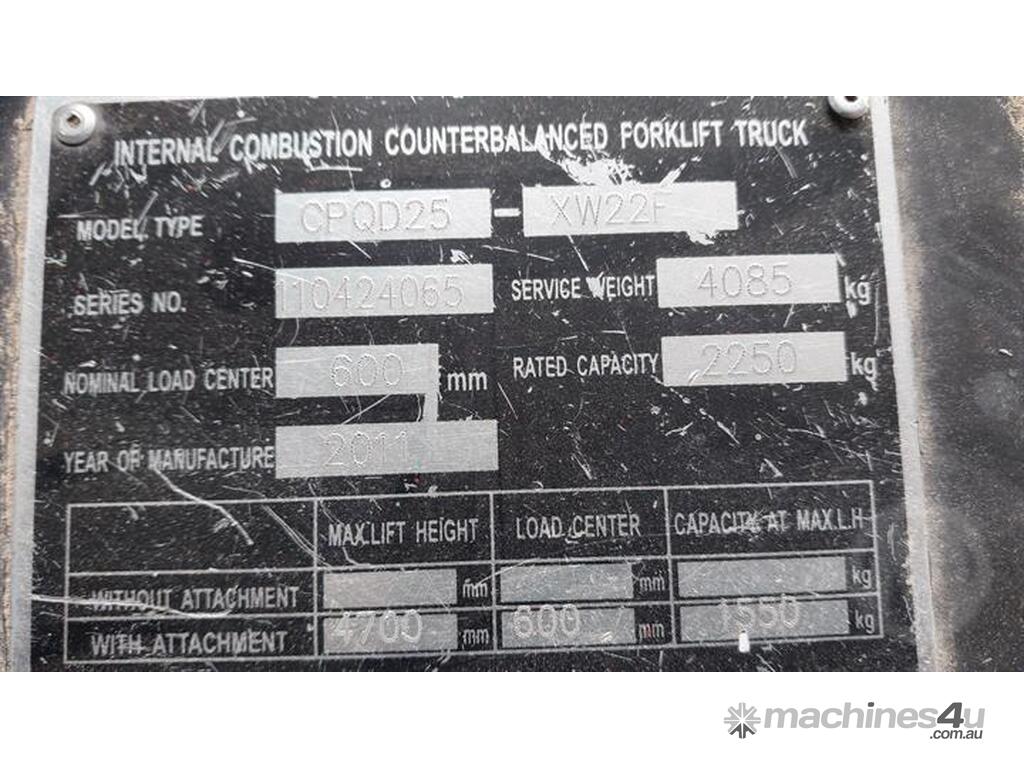 INTERNAL COMBUSTION COUNTERBALANCED FORKLIFT TRUCK
MODEL TYPE CPQD25 - XW22F
SERIES NO. 110424065 SERVICE WEIGHT 4085 kg
NOMINAL LOAD CENTER 600 mm RATED CAPACITY 2250 kg
YEAR OF MANUFACTURE 2011
MAX.LIFT HEIGHT LOAD CENTER CAPACITY AT MAX.L.H
WITHOUT ATTACHMENT mm mm kg
WITH ATTACHMENT 4700 mm 600 mm 1550 kg
machines4u
.com.au